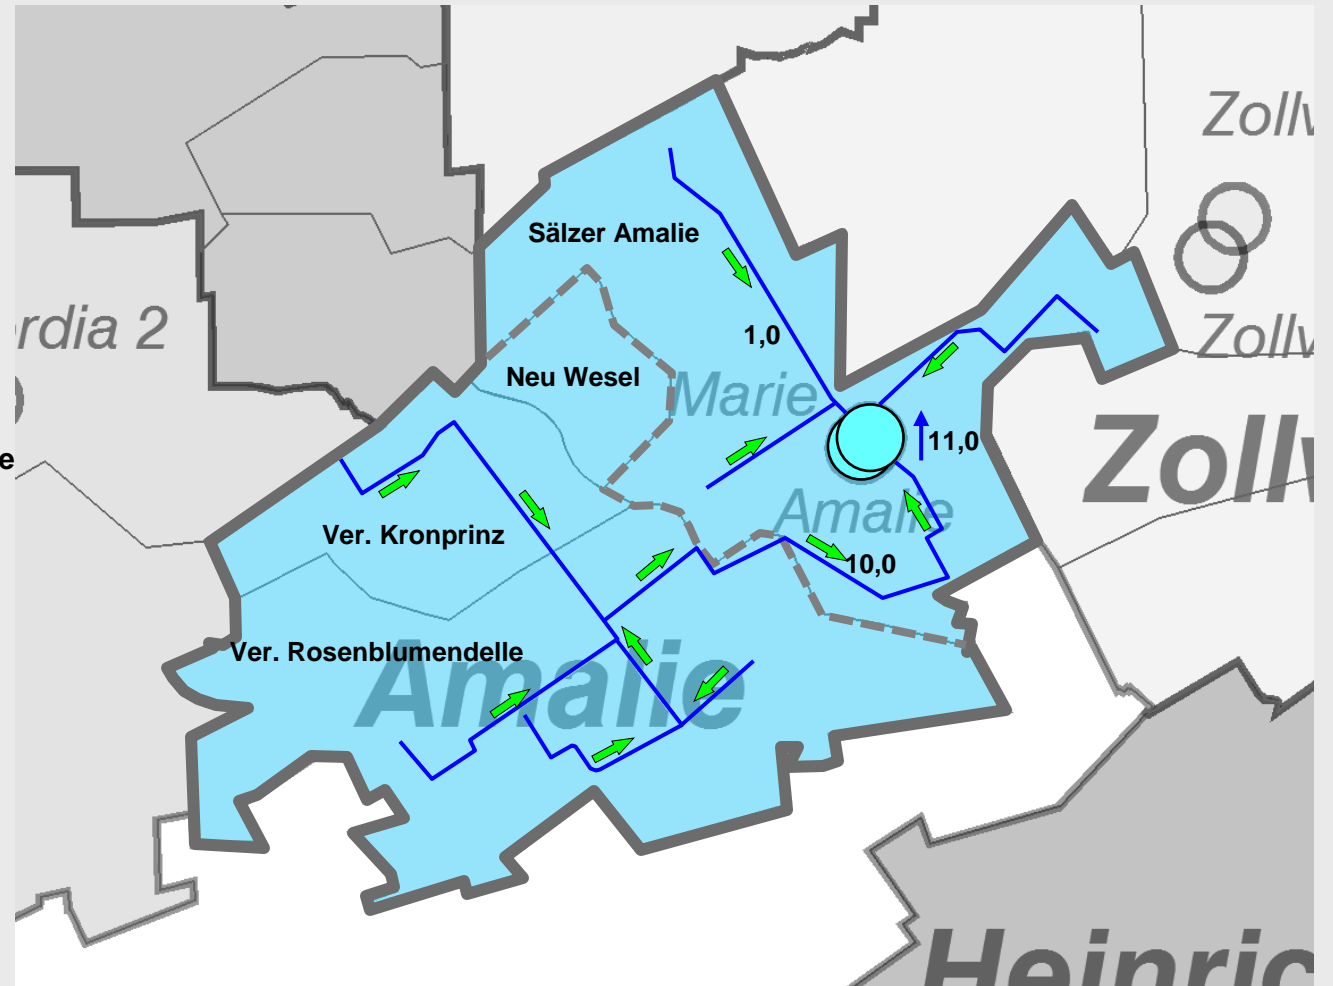 Zollv
Sälzer Amalie
rdia 2
1,0
Zollv
Neu Wesel
Marie
11,0
Zollv
e
Amalie
Ver. Kronprinz
10,0
Ver. Rosenblumendelle
Amalie
Heinric